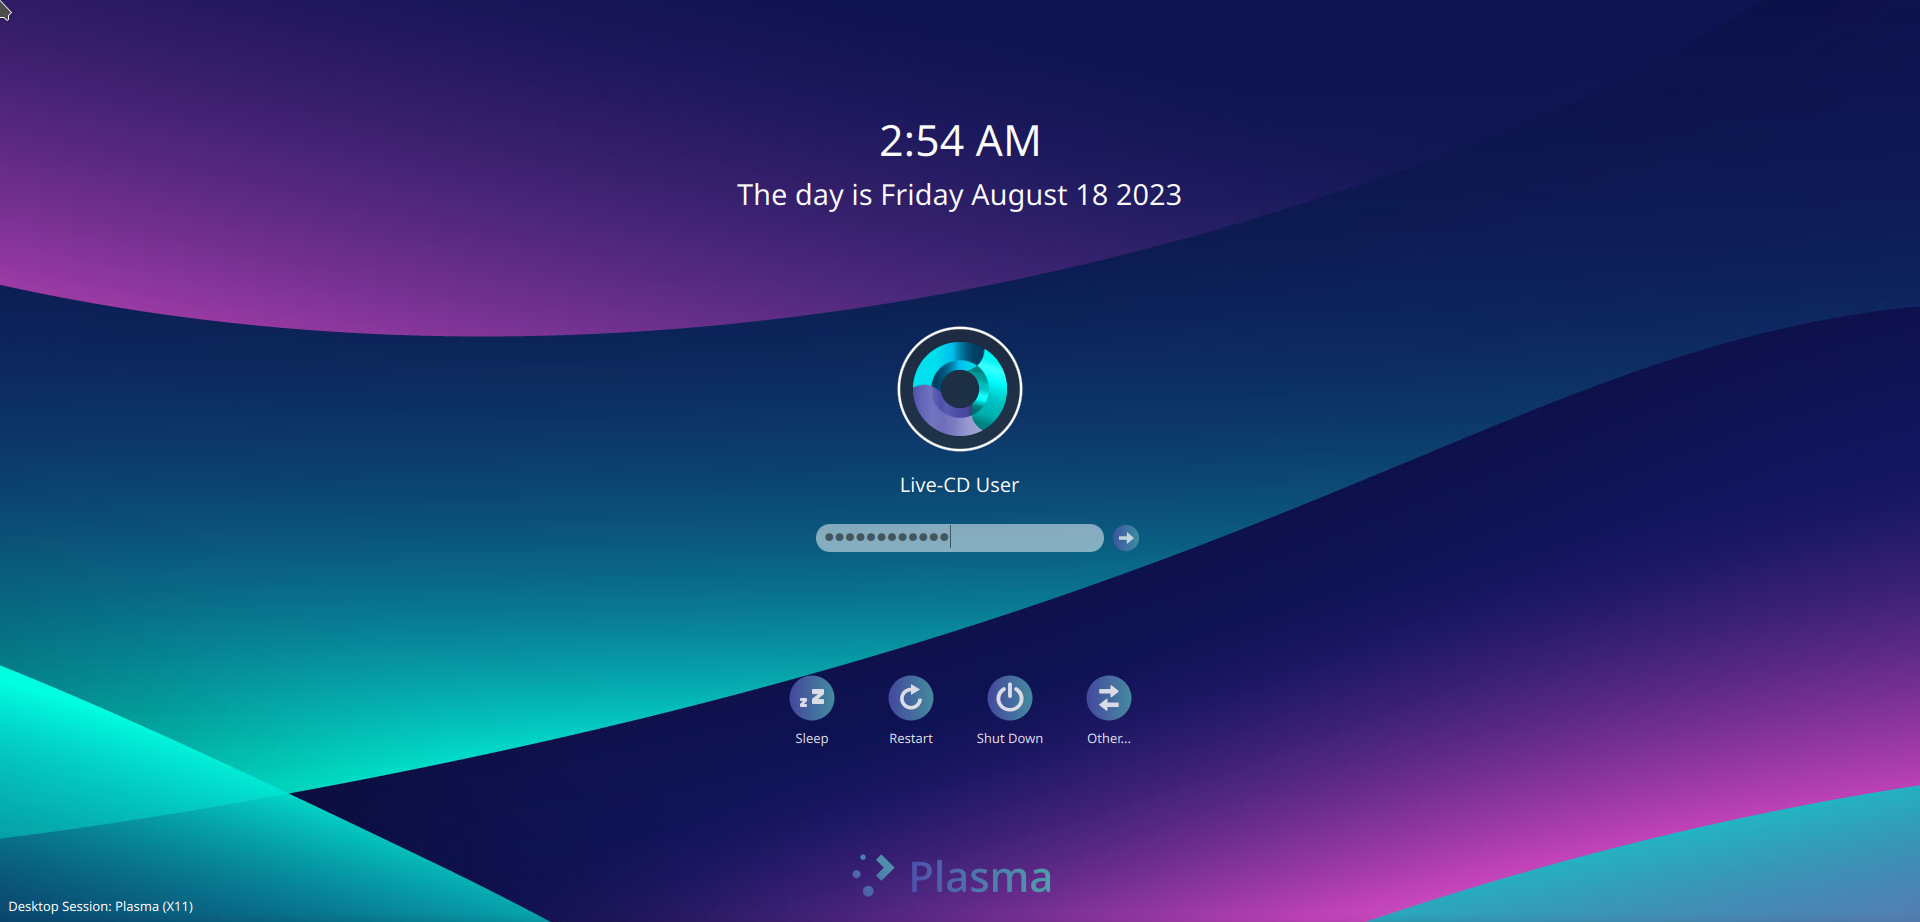 2:54 AM
The day is Friday August 18 2023
Live-CD User
Sleep
Restart
Shut Down
Other...
Plasma
Desktop Session: Plasma (X11)